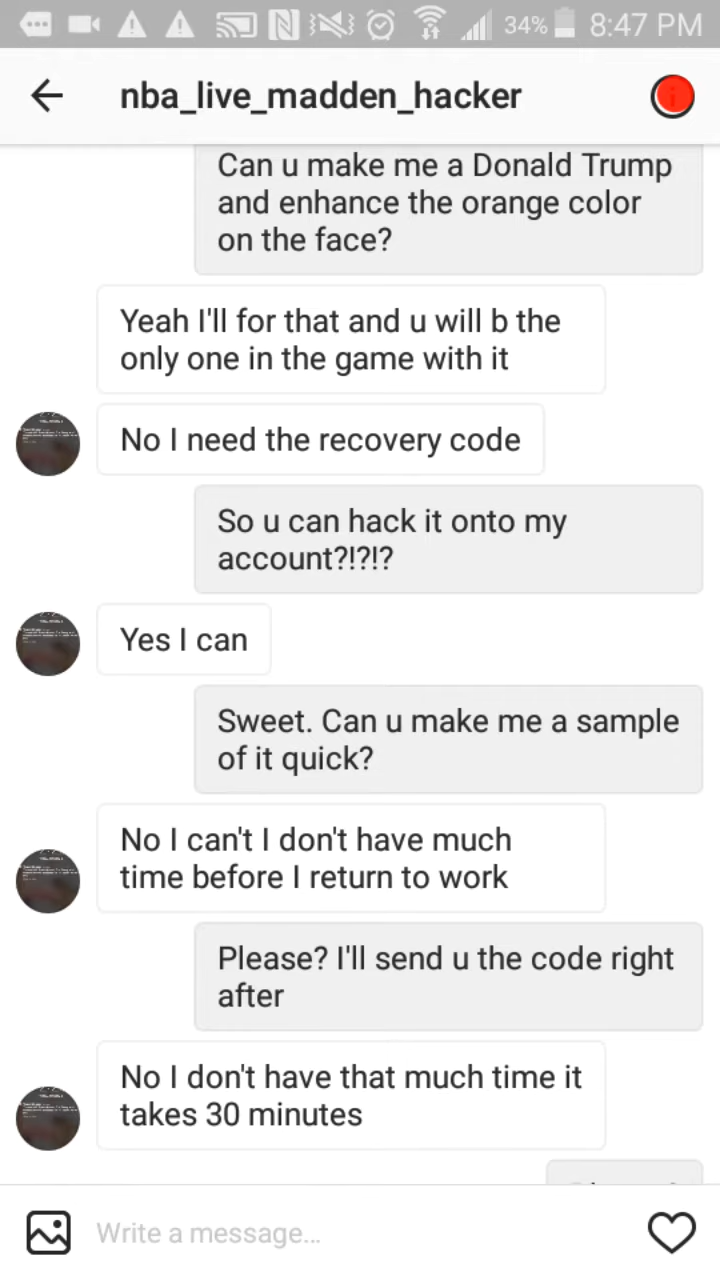 34% 8:47 PM
nba_live_madden_hacker
Can u make me a Donald Trump
and enhance the orange color
on the face?
Yeah I'll for that and u will b the
only one in the game with it
No I need the recovery code
So u can hack it onto my
account?!?!?
Yes I can
Sweet. Can u make me a sample
of it quick?
No I can't I don't have much
time before I return to work
Please? I'll send u the code right
after
No I don't have that much time it
takes 30 minutes
Write a message...